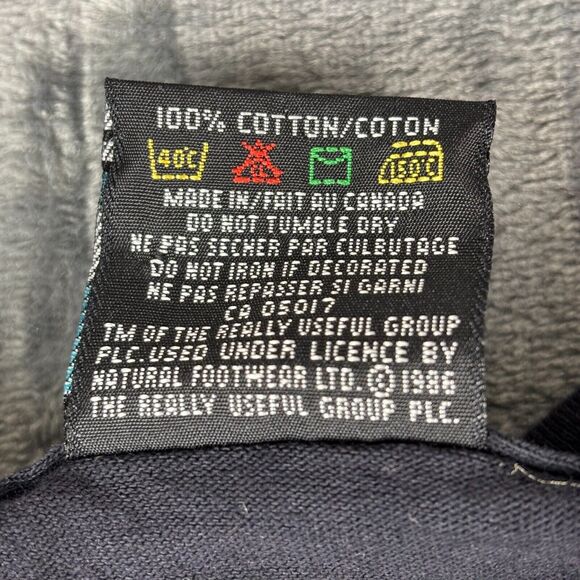 100% COTTON/COTON
40°C 150°C
MADE IN/FAIT AU CANADA
DO NOT TUMBLE DRY
NE PAS SECHER PAR CULBUTAGE
DO NOT IRON IF DECORATED
NE PAS REPASSER SI GARNI
CA 05017
TM OF THE REALLY USEFUL GROUP
PLC. USED UNDER LICENCE BY
NATURAL FOOTWEAR LTD. © 1986
THE REALLY USEFUL GROUP PLC.